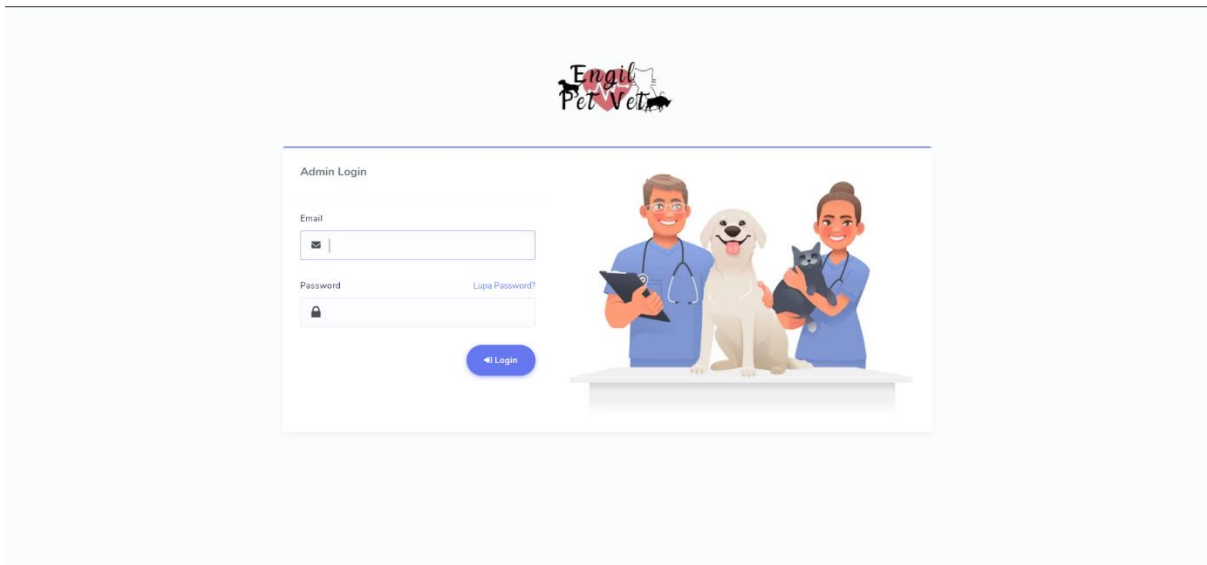 Engil
Pet Vet
Admin Login
Email
Password
Lupa Password?
Login